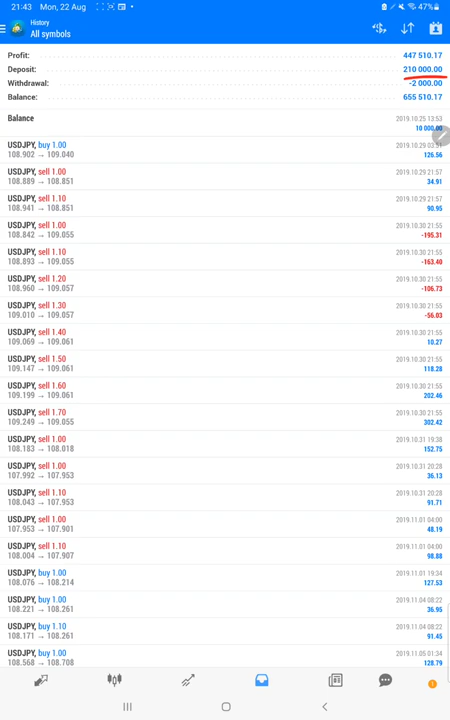 21:43 Mon, 22 Aug
47%
History
All symbols
Profit: 447 510.17
Deposit: 210 000.00
Withdrawal: -2 000.00
Balance: 655 510.17
Balance 2019.10.25 13:53
10 000.00
USDJPY, buy 1.00 2019.10.29 03:51
108.902 → 109.040 126.56
USDJPY, sell 1.00 2019.10.29 21:57
108.889 → 108.851 34.91
USDJPY, sell 1.10 2019.10.29 21:57
108.941 → 108.851 90.95
USDJPY, sell 1.00 2019.10.30 21:55
108.842 → 109.055 -195.31
USDJPY, sell 1.10 2019.10.30 21:55
108.893 → 109.055 -163.40
USDJPY, sell 1.20 2019.10.30 21:55
108.960 → 109.057 -106.73
USDJPY, sell 1.30 2019.10.30 21:55
109.010 → 109.057 -56.03
USDJPY, sell 1.40 2019.10.30 21:55
109.069 → 109.061 10.27
USDJPY, sell 1.50 2019.10.30 21:55
109.147 → 109.061 118.28
USDJPY, sell 1.60 2019.10.30 21:55
109.199 → 109.061 202.46
USDJPY, sell 1.70 2019.10.30 21:55
109.249 → 109.055 302.42
USDJPY, sell 1.00 2019.10.31 19:38
108.183 → 108.018 152.75
USDJPY, sell 1.00 2019.10.31 20:28
107.992 → 107.953 36.13
USDJPY, sell 1.10 2019.10.31 20:28
108.043 → 107.953 91.71
USDJPY, sell 1.00 2019.11.01 04:00
107.953 → 107.901 48.19
USDJPY, sell 1.10 2019.11.01 04:00
108.004 → 107.907 98.88
USDJPY, buy 1.00 2019.11.01 19:34
108.076 → 108.214 127.53
USDJPY, buy 1.00 2019.11.04 08:22
108.221 → 108.261 36.95
USDJPY, buy 1.10 2019.11.04 08:22
108.171 → 108.261 91.45
USDJPY, buy 1.00 2019.11.05 01:34
108.568 → 108.708 128.79